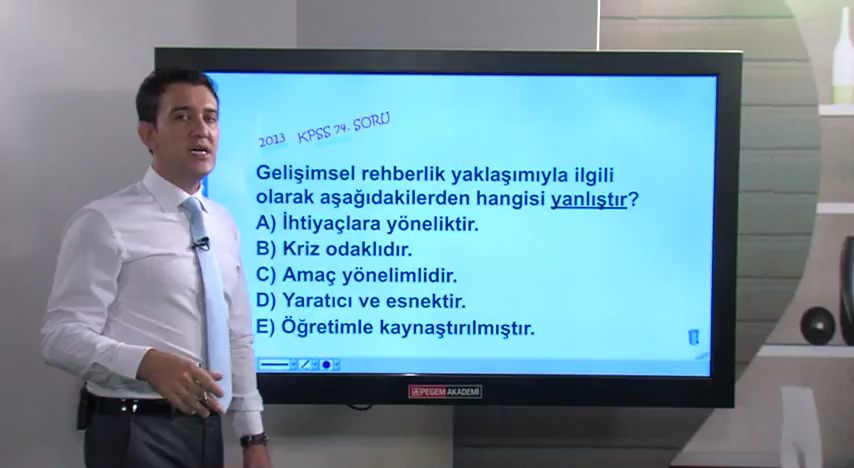 2013 KPSS 74. SORU
Gelişimsel rehberlik yaklaşımıyla ilgili
olarak aşağıdakilerden hangisi yanlıştır?
A) İhtiyaçlara yöneliktir.
B) Kriz odaklıdır.
C) Amaç yönelimlidir.
D) Yaratıcı ve esnektir.
E) Öğretimle kaynaştırılmıştır.
PEGEM AKADEMİ